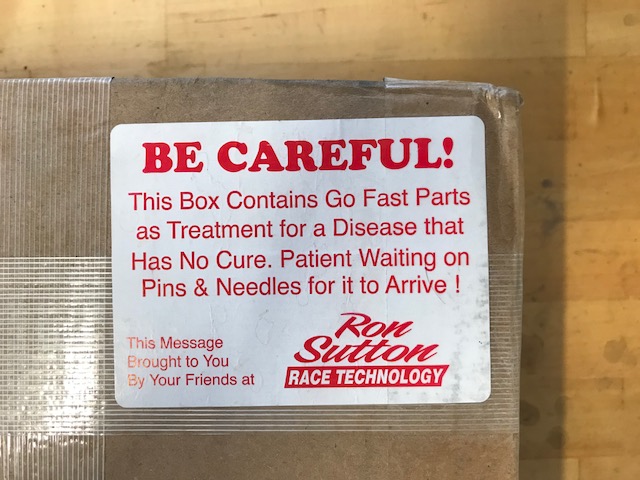 BE CAREFUL!
This Box Contains Go Fast Parts
as Treatment for a Disease that
Has No Cure. Patient Waiting on
Pins & Needles for it to Arrive !
This Message
Brought to You
By Your Friends at
Ron
Sutton
RACE TECHNOLOGY